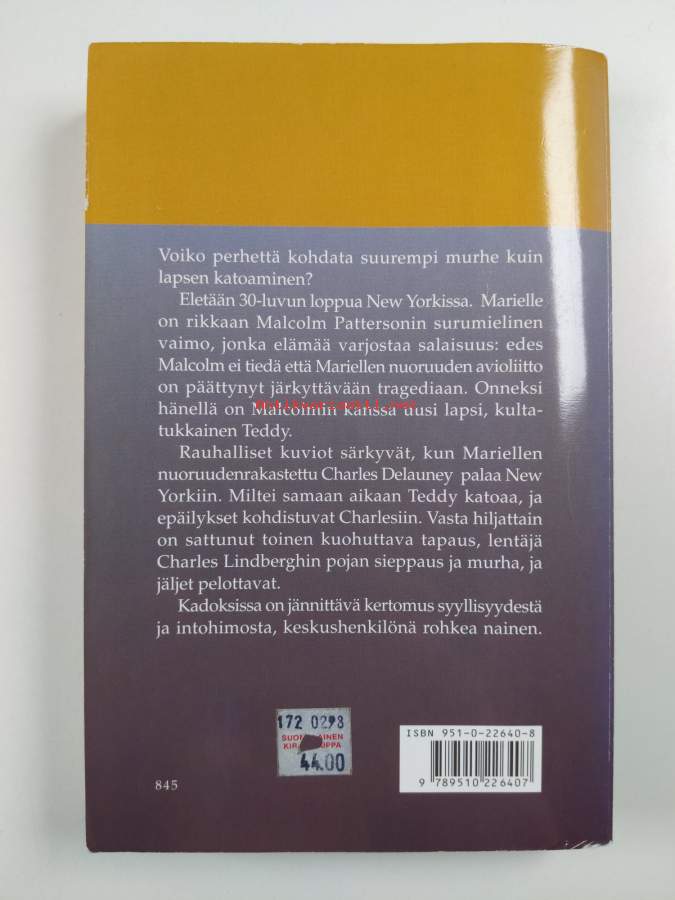 Voiko perhettä kohdata suurempi murhe kuin
lapsen katoaminen?
Eletään 30-luvun loppua New Yorkissa. Marielle
on rikkaan Malcolm Pattersonin surumielinen
vaimo, jonka elämää varjostaa salaisuus: edes
Malcolm ei tiedä että Mariellen nuoruuden avioliitto
on päättynyt järkyttävään tragediaan. Onneksi
hänellä on Malcolmin kanssa uusi lapsi, kulta-
tukkainen Teddy.
Rauhalliset kuviot särkyvät, kun Mariellen
nuoruudenrakastettu Charles Delauney palaa New
Yorkiin. Miltei samaan aikaan Teddy katoaa, ja
epäilykset kohdistuvat Charlesiin. Vasta hiljattain
on sattunut toinen kuohuttava tapaus, lentäjä
Charles Lindberghin pojan sieppaus ja murha, ja
jäljet pelottavat.
Kadoksissa on jännittävä kertomus syyllisyydestä
ja intohimosta, keskushenkilönä rohkea nainen.
172 0298
44.00
ISBN 951-0-22640-8
9 789510 226407
845